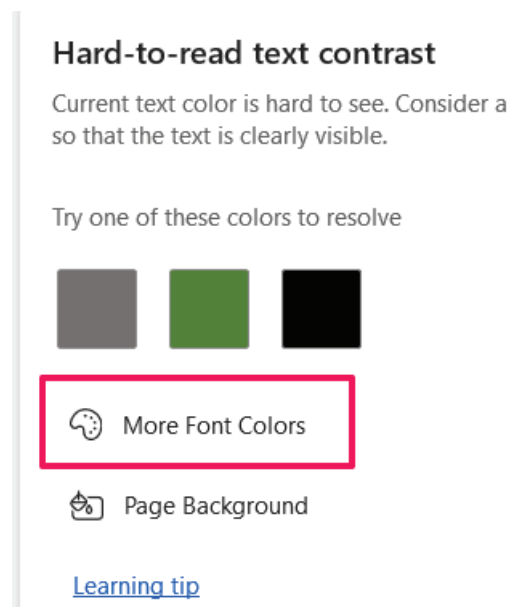 Hard-to-read text contrast
Current text color is hard to see. Consider a
so that the text is clearly visible.
Try one of these colors to resolve
More Font Colors
Page Background
Learning tip